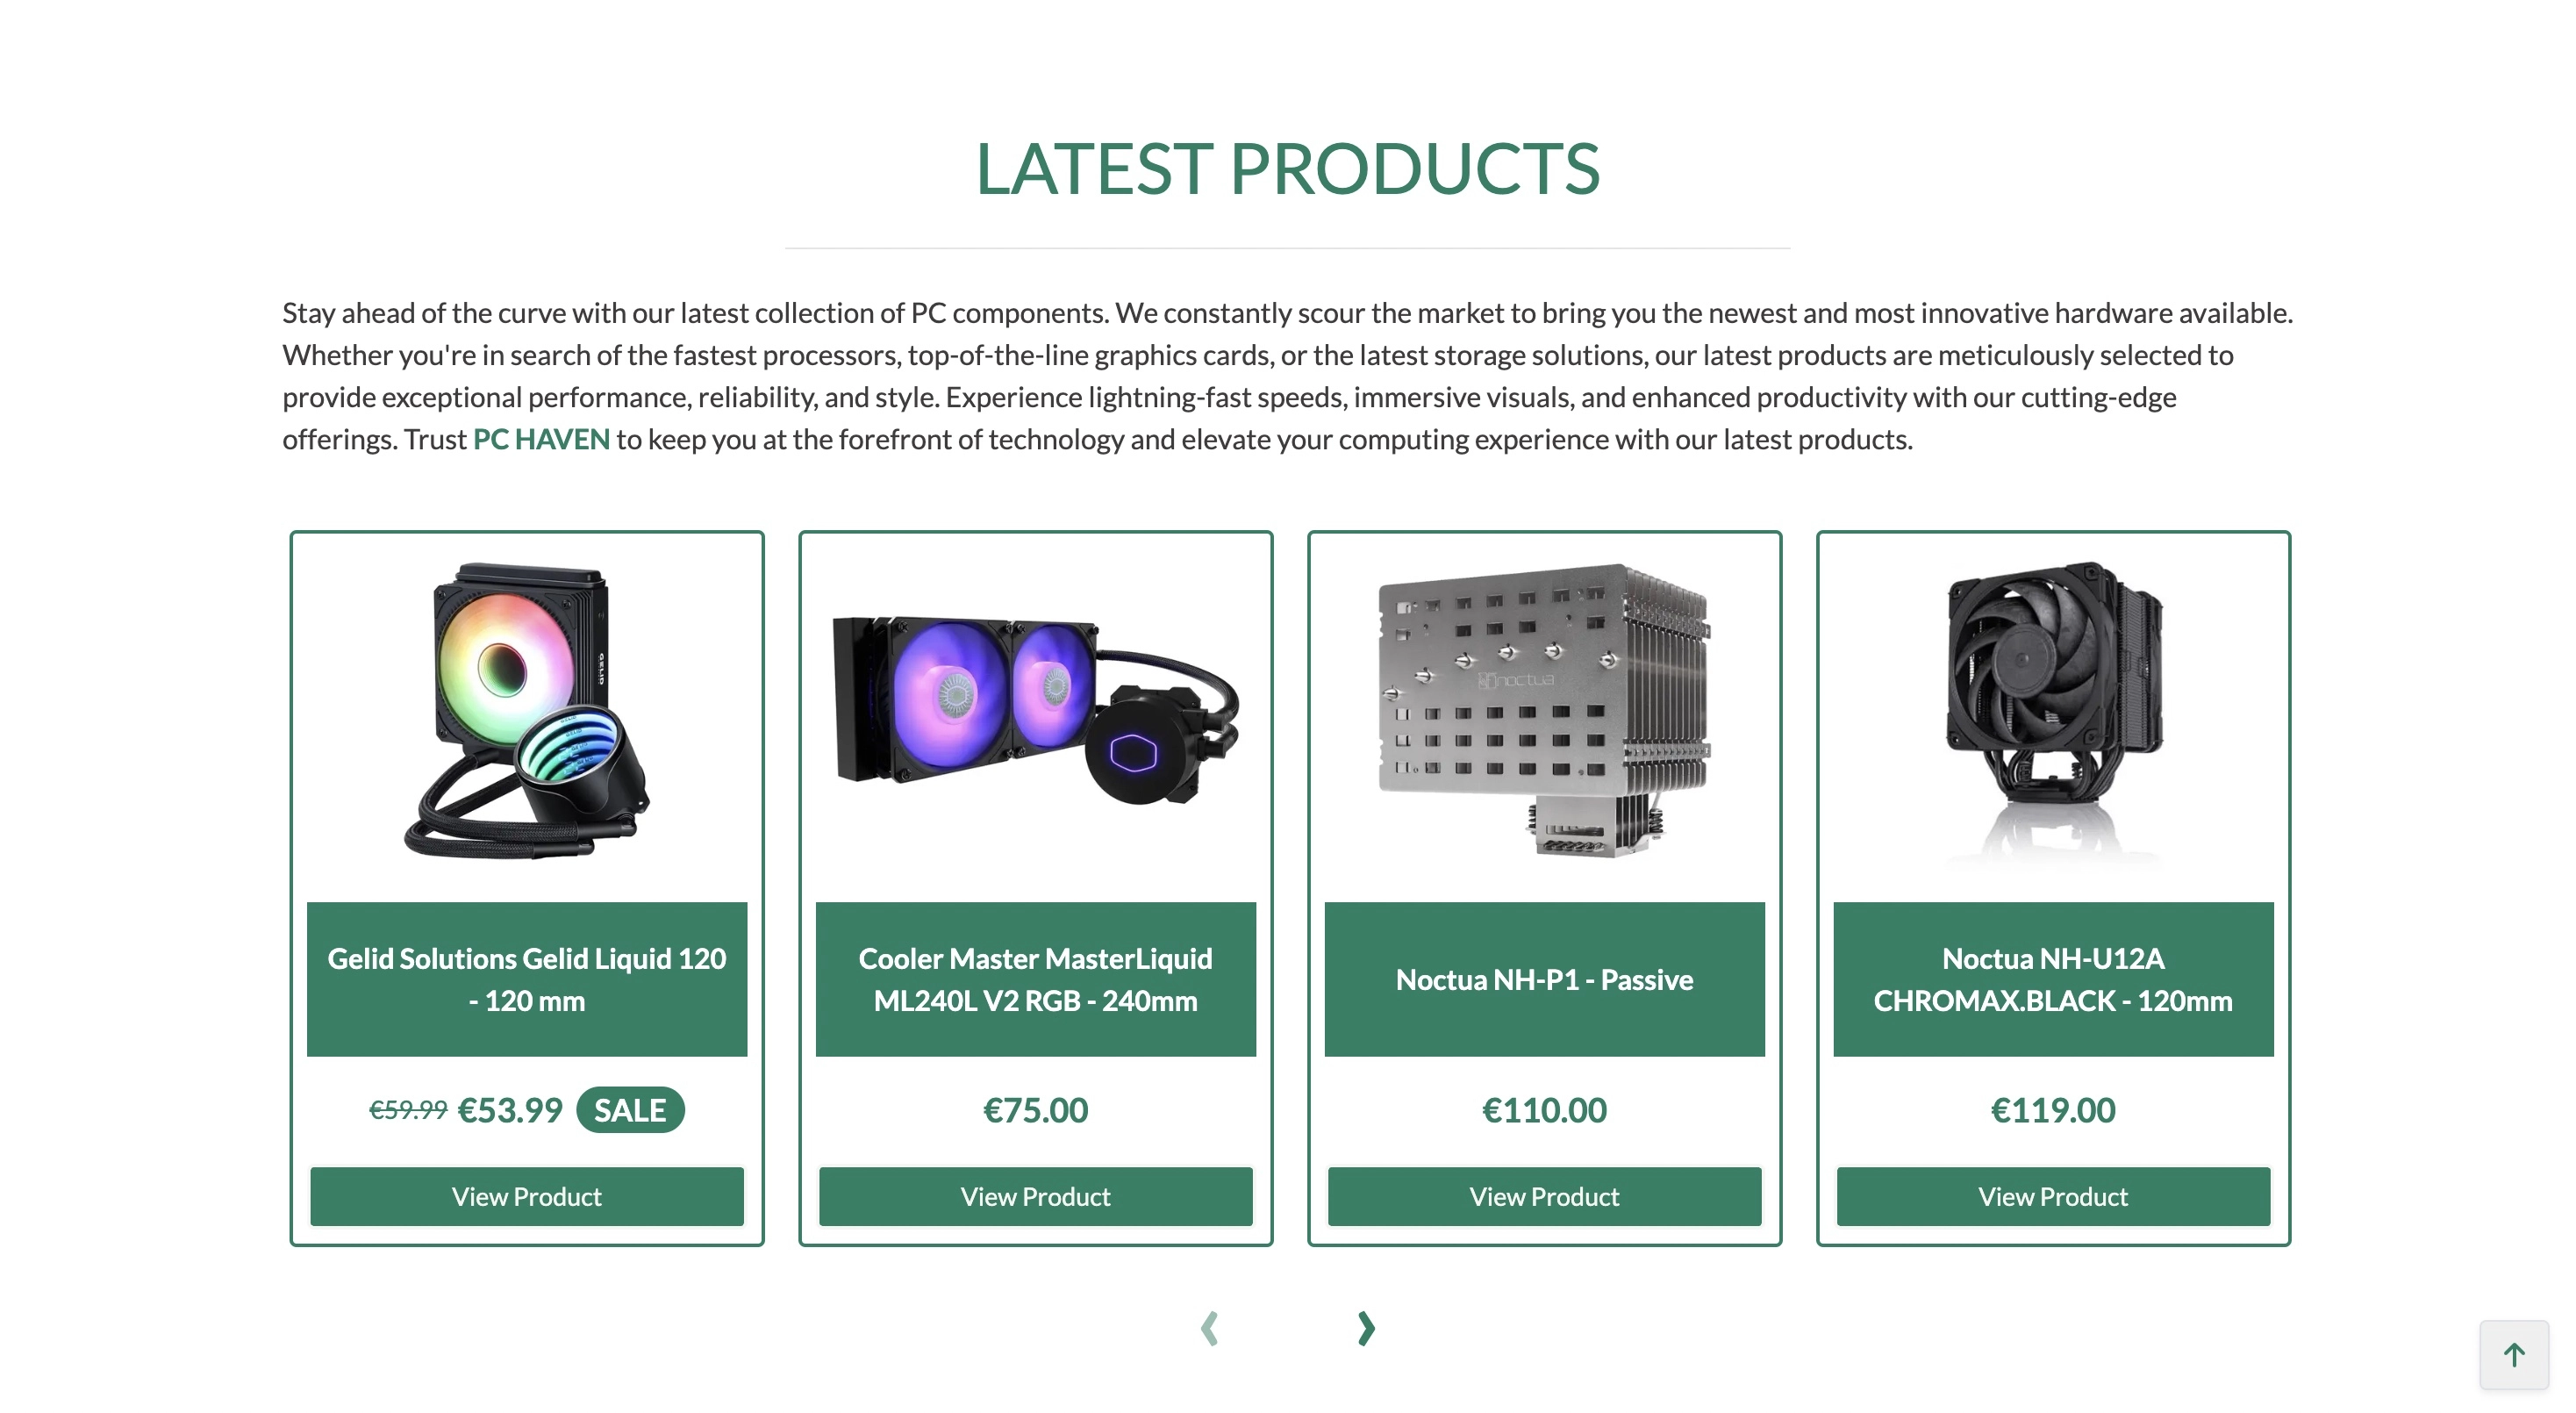 LATEST PRODUCTS
Stay ahead of the curve with our latest collection of PC components. We constantly scour the market to bring you the newest and most innovative hardware available.
Whether you're in search of the fastest processors, top-of-the-line graphics cards, or the latest storage solutions, our latest products are meticulously selected to
provide exceptional performance, reliability, and style. Experience lightning-fast speeds, immersive visuals, and enhanced productivity with our cutting-edge
offerings. Trust PC HAVEN to keep you at the forefront of technology and elevate your computing experience with our latest products.
GELID
Gelid Solutions Gelid Liquid 120
- 120 mm
€59.99 €53.99 SALE
View Product
Cooler Master MasterLiquid
ML240L V2 RGB - 240mm
€75.00
View Product
noctua
Noctua NH-P1 - Passive
€110.00
View Product
Noctua NH-U12A
CHROMAX.BLACK - 120mm
€119.00
View Product